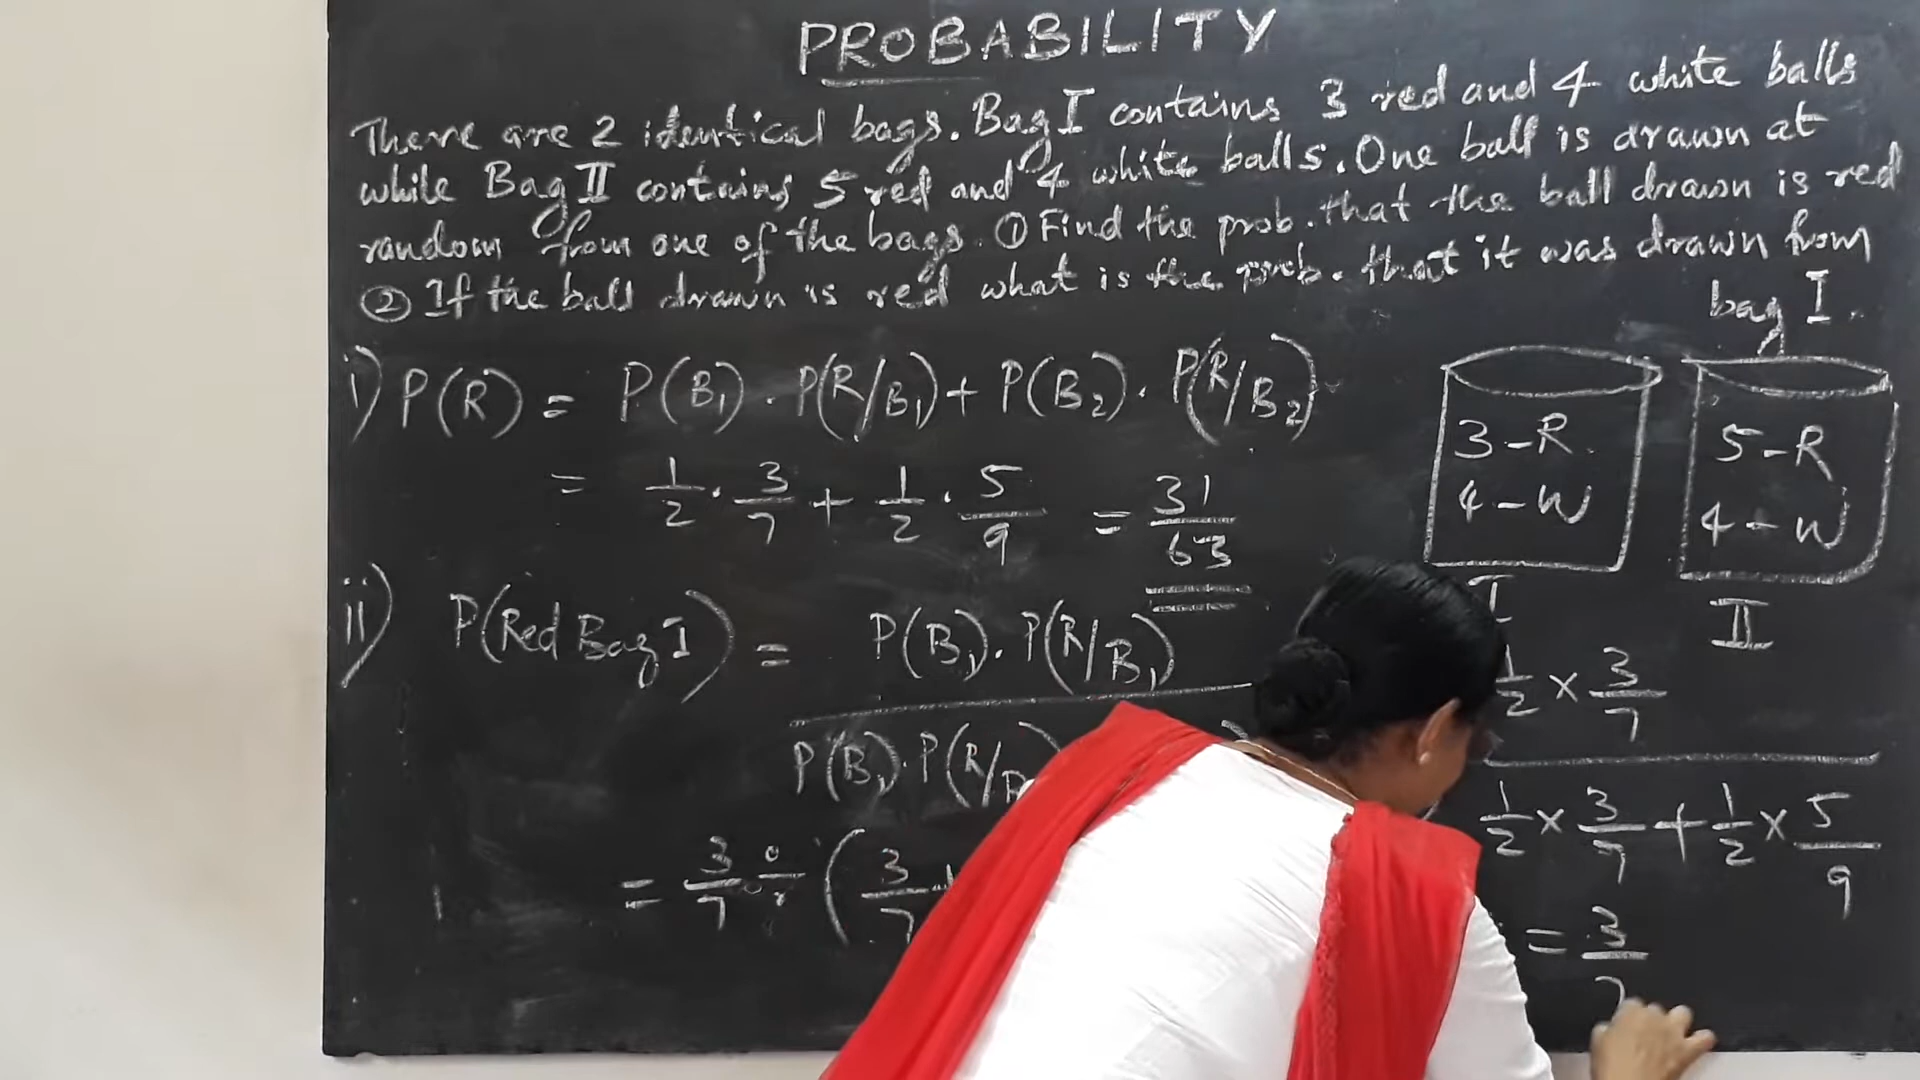 PROBABILITY
There are 2 identical bags. Bag I contains 3 red and 4 white balls
while Bag II contains 5 red and 4 white balls. One ball is drawn at
random from one of the bags. ① Find the prob. that the ball drawn is red
② If the ball drawn is red what is the prob. that it was drawn from
bag I.
i) P(R) = P(B₁) . P(R/B₁) + P(B₂) . P(R/B₂)
= 1/2 . 3/7 + 1/2 . 5/9 = 31/63
ii) P(Red Bag I) = P(B₁). P(R/B₁)
P(B₁). P(R/B
= 3/7 ÷ (3/7 +
3-R
4-W
I
5-R
4-W
II
1/2 × 3/7
1/2 × 3/7 + 1/2 × 5/9
= 3/7